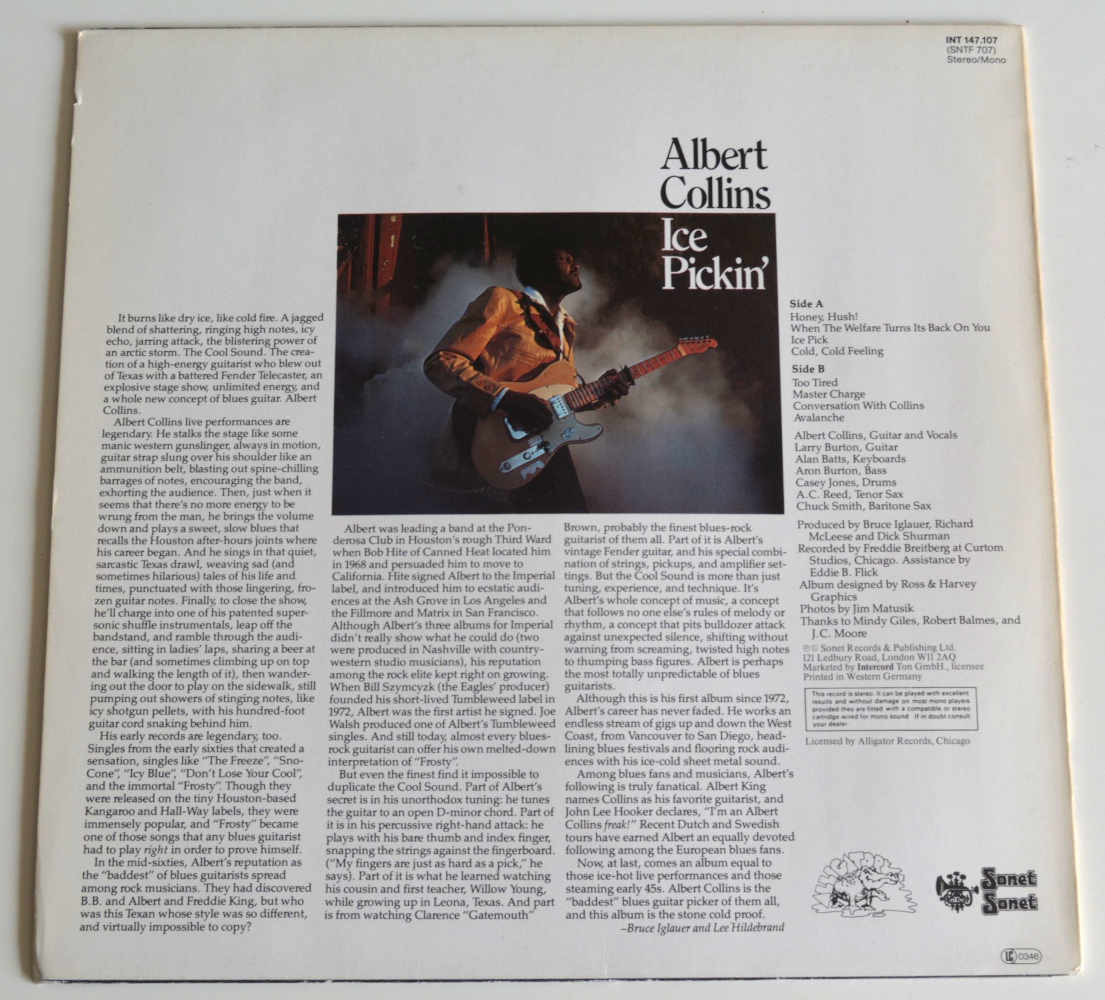 INT 147.107
(SNTF 707)
Stereo/Mono
Albert
Collins
Ice
Pickin'
It burns like dry ice, like cold fire. A jagged
blend of shattering, ringing high notes, icy
echo, jarring attack, the blistering power of
an arctic storm. The Cool Sound. The crea-
tion of a high-energy guitarist who blew out
of Texas with a battered Fender Telecaster, an
explosive stage show, unlimited energy, and
a whole new concept of blues guitar. Albert
Collins.
Albert Collins live performances are
legendary. He stalks the stage like some
manic western gunslinger, always in motion,
guitar strap slung over his shoulder like an
ammunition belt, blasting out spine-chilling
barrages of notes, encouraging the band,
exhorting the audience. Then, just when it
seems that there's no more energy to be
wrung from the man, he brings the volume
down and plays a sweet, slow blues that
recalls the Houston after-hours joints where
his career began. And he sings in that quiet,
sarcastic Texas drawl, weaving sad (and
sometimes hilarious) tales of his life and
times, punctuated with those lingering, fro-
zen guitar notes. Finally, to close the show,
he'll charge into one of his patented super-
sonic shuffle instrumentals, leap off the
bandstand, and ramble through the audi-
ence, sitting in ladies' laps, sharing a beer at
the bar (and sometimes climbing up on top
and walking the length of it), then wander-
ing out the door to play on the sidewalk, still
pumping out showers of stinging notes, like
icy shotgun pellets, with his hundred-foot
guitar cord snaking behind him.
His early records are legendary, too.
Singles from the early sixties that created a
sensation, singles like "The Freeze", "Sno-
Cone", "Icy Blue", "Don't Lose Your Cool",
and the immortal "Frosty". Though they
were released on the tiny Houston-based
Kangaroo and Hall-Way labels, they were
immensely popular, and "Frosty" became
one of those songs that any blues guitarist
had to play right in order to prove himself.
In the mid-sixties, Albert's reputation as
the "baddest" of blues guitarists spread
among rock musicians. They had discovered
B.B. and Albert and Freddie King, but who
was this Texan whose style was so different,
and virtually impossible to copy?
Albert was leading a band at the Pon-
derosa Club in Houston's rough Third Ward
when Bob Hite of Canned Heat located him
in 1968 and persuaded him to move to
California. Hite signed Albert to the Imperial
label, and introduced him to ecstatic audi-
ences at the Ash Grove in Los Angeles and
the Fillmore and Matrix in San Francisco.
Although Albert's three albums for Imperial
didn't really show what he could do (two
were produced in Nashville with country-
western studio musicians), his reputation
among the rock elite kept right on growing.
When Bill Szymcyzk (the Eagles' producer)
founded his short-lived Tumbleweed label in
1972, Albert was the first artist he signed. Joe
Walsh produced one of Albert's Tumbleweed
singles. And still today, almost every blues-
rock guitarist can offer his own melted-down
interpretation of "Frosty".
But even the finest find it impossible to
duplicate the Cool Sound. Part of Albert's
secret is in his unorthodox tuning: he tunes
the guitar to an open D-minor chord. Part of
it is in his percussive right-hand attack: he
plays with his bare thumb and index finger,
snapping the strings against the fingerboard.
("My fingers are just as hard as a pick," he
says). Part of it is what he learned watching
his cousin and first teacher, Willow Young,
while growing up in Leona, Texas. And part
is from watching Clarence "Gatemouth"
Brown, probably the finest blues-rock
guitarist of them all. Part of it is Albert's
vintage Fender guitar, and his special combi-
nation of strings, pickups, and amplifier set-
tings. But the Cool Sound is more than just
tuning, experience, and technique. It's
Albert's whole concept of music, a concept
that follows no one else's rules of melody or
rhythm, a concept that pits bulldozer attack
against unexpected silence, shifting without
warning from screaming, twisted high notes
to thumping bass figures. Albert is perhaps
the most totally unpredictable of blues
guitarists.
Although this is his first album since 1972,
Albert's career has never faded. He works an
endless stream of gigs up and down the West
Coast, from Vancouver to San Diego, head-
lining blues festivals and flooring rock audi-
ences with his ice-cold sheet metal sound.
Among blues fans and musicians, Albert's
following is truly fanatical. Albert King
names Collins as his favorite guitarist, and
John Lee Hooker declares, "I'm an Albert
Collins freak!" Recent Dutch and Swedish
tours have earned Albert an equally devoted
following among the European blues fans.
Now, at last, comes an album equal to
those ice-hot live performances and those
steaming early 45s. Albert Collins is the
"baddest" blues guitar picker of them all,
and this album is the stone cold proof.
–Bruce Iglauer and Lee Hildebrand
Side A
Honey, Hush!
When The Welfare Turns Its Back On You
Ice Pick
Cold, Cold Feeling
Side B
Too Tired
Master Charge
Conversation With Collins
Avalanche
Albert Collins, Guitar and Vocals
Larry Burton, Guitar
Alan Batts, Keyboards
Aron Burton, Bass
Casey Jones, Drums
A.C. Reed, Tenor Sax
Chuck Smith, Baritone Sax
Produced by Bruce Iglauer, Richard
McLeese and Dick Shurman
Recorded by Freddie Breitberg at Curtom
Studios, Chicago. Assistance by
Eddie B. Flick
Album designed by Ross & Harvey
Graphics
Photos by Jim Matusik
Thanks to Mindy Giles, Robert Balmes, and
J.C. Moore
℗© Sonet Records & Publishing Ltd.
121 Ledbury Road, London W11 2AQ
Marketed by Intercord Ton GmbH., licensee
Printed in Western Germany
This record is stereo. It can be played with excellent
results and without damage on most mono players
provided they are fitted with a compatible or stereo
cartridge wired for mono sound. If in doubt consult
your dealer.
Licensed by Alligator Records, Chicago
Sonet
Sonet
LC 0346